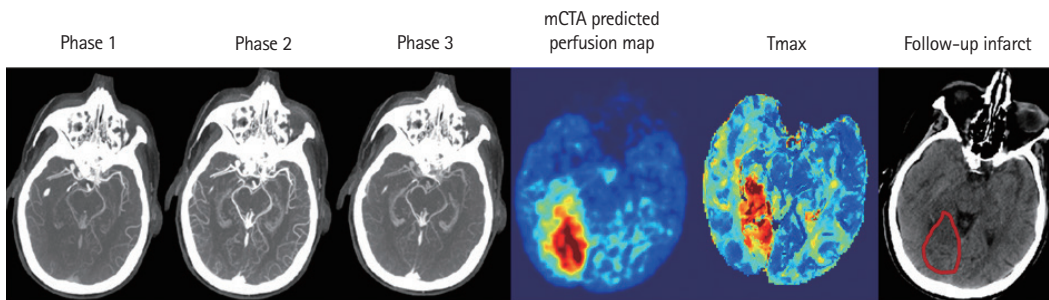 Phase 1
Phase 2
Phase 3
mCTA predicted
perfusion map
Tmax
Follow-up infarct